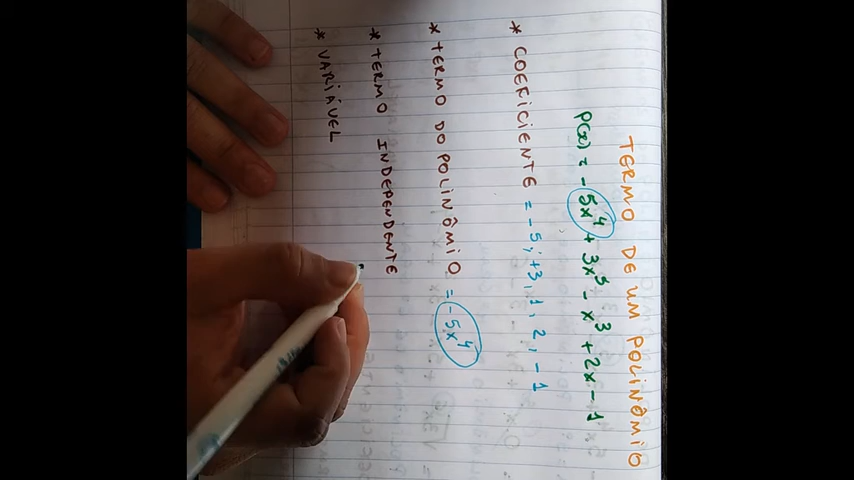 TERMO DE UM POLINÔMIO
P(x) = -5x⁴ + 3x⁵ - x³ + 2x - 1
* COEFICIENTE = -5; +3, 1, 2, -1
* TERMO DO POLINÔMIO = -5x⁴
* TERMO INDEPENDENTE
* VARIÁVEL